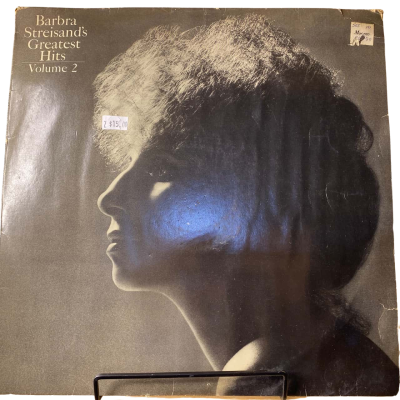 Barbra
Streisand's
Greatest
Hits
Volume 2